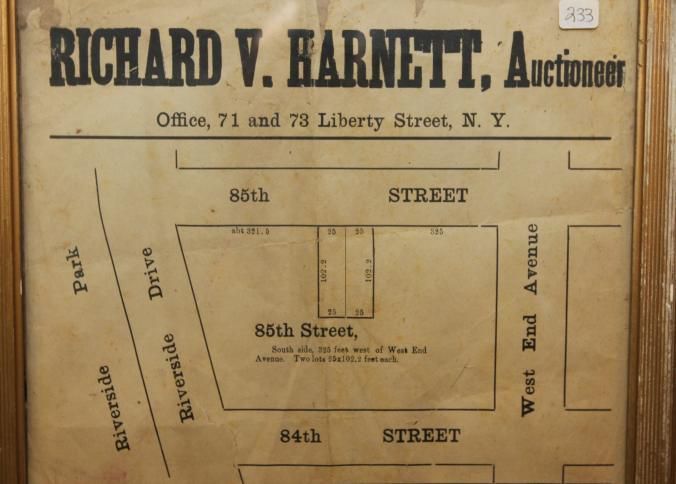 233
RICHARD V. HARNETT, Auctioneer
Office, 71 and 73 Liberty Street, N. Y.
85th STREET
abt 321.5 25 25 325
102.2 102.2
25 25
Park
Riverside
Drive
Riverside
West End Avenue
85th Street,
South side, 325 feet west of West End
Avenue. Two lots 25x102.2 feet each.
84th STREET